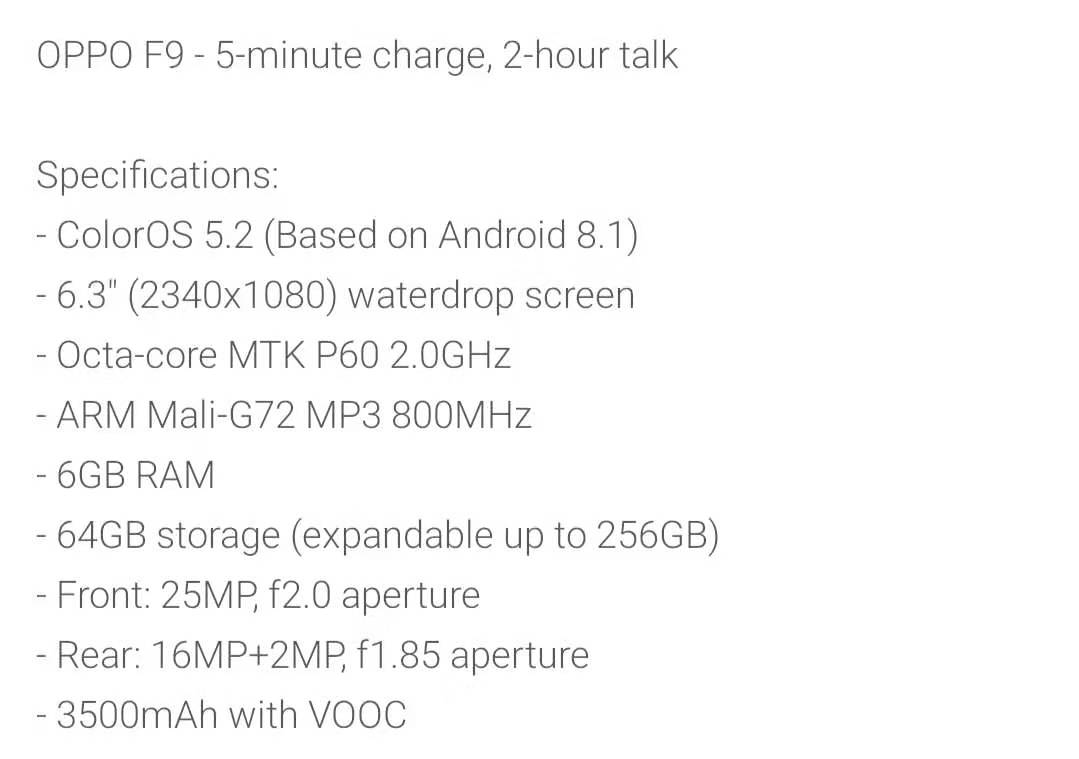 OPPO F9 - 5-minute charge, 2-hour talk
Specifications:
- ColorOS 5.2 (Based on Android 8.1)
- 6.3" (2340x1080) waterdrop screen
- Octa-core MTK P60 2.0GHz
- ARM Mali-G72 MP3 800MHz
- 6GB RAM
- 64GB storage (expandable up to 256GB)
- Front: 25MP, f2.0 aperture
- Rear: 16MP+2MP, f1.85 aperture
- 3500mAh with VOOC